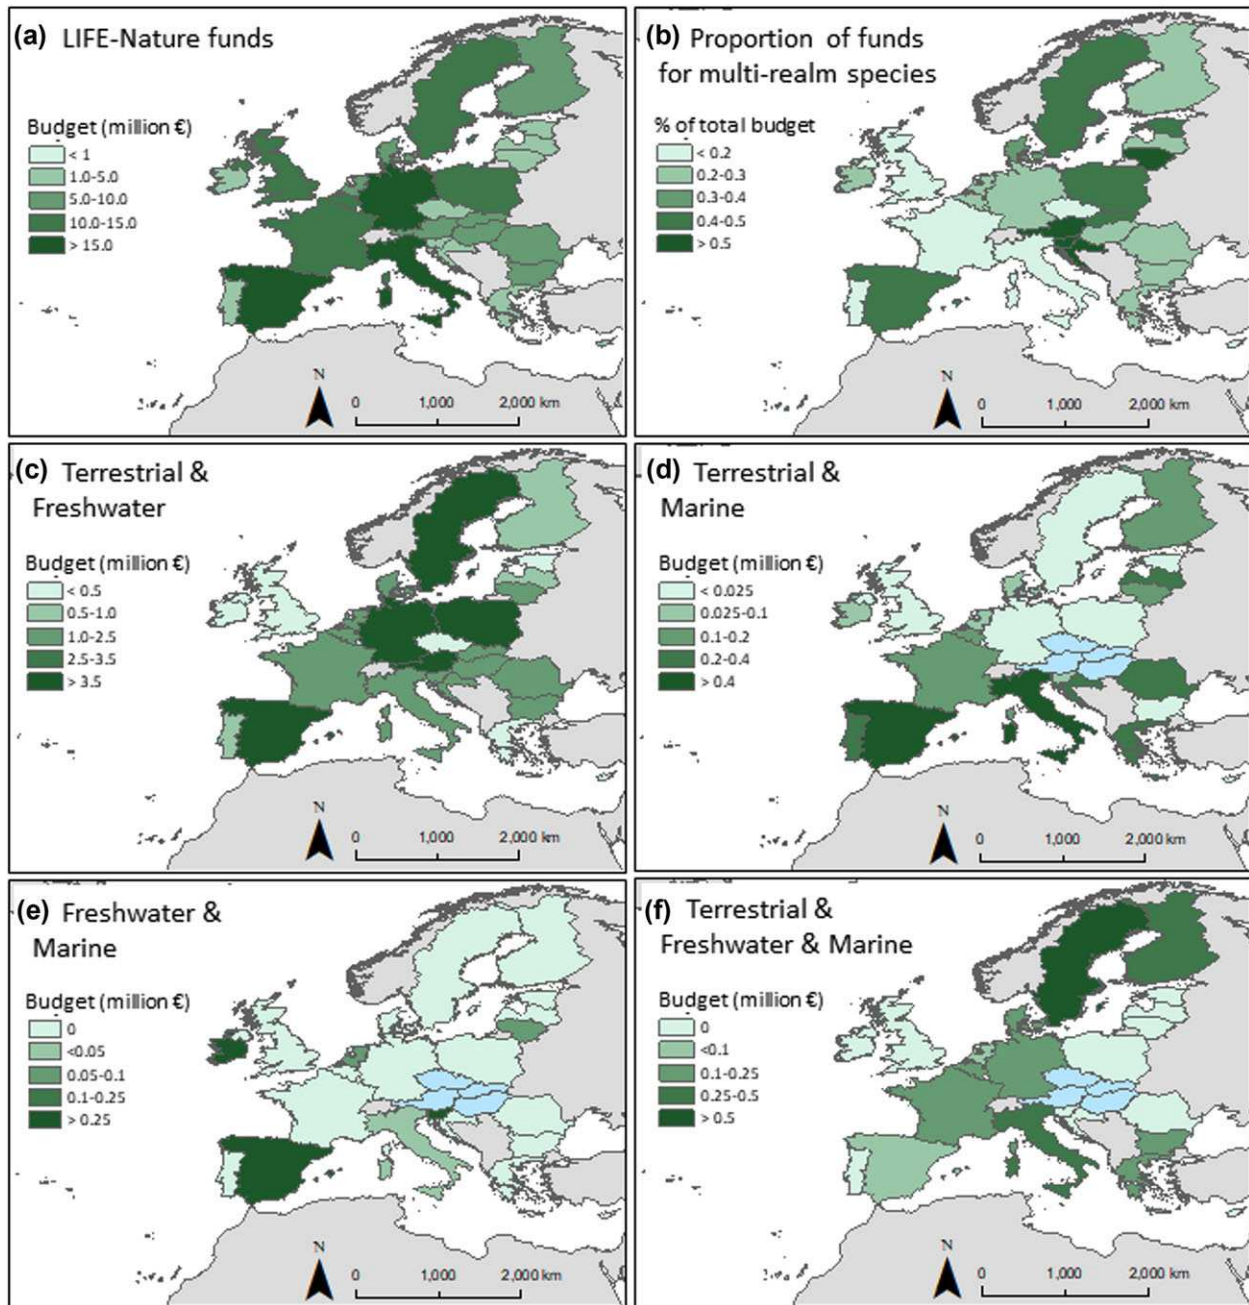 (a) LIFE-Nature funds
Budget (million €)
< 1
1.0-5.0
5.0-10.0
10.0-15.0
> 15.0
N
0 1,000 2,000 km
(b) Proportion of funds
for multi-realm species
% of total budget
< 0.2
0.2-0.3
0.3-0.4
0.4-0.5
> 0.5
N
0 1,000 2,000 km
(c) Terrestrial &
Freshwater
Budget (million €)
< 0.5
0.5-1.0
1.0-2.5
2.5-3.5
> 3.5
N
0 1,000 2,000 km
(d) Terrestrial &
Marine
Budget (million €)
< 0.025
0.025-0.1
0.1-0.2
0.2-0.4
> 0.4
N
0 1,000 2,000 km
(e) Freshwater &
Marine
Budget (million €)
0
<0.05
0.05-0.1
0.1-0.25
> 0.25
N
0 1,000 2,000 km
(f) Terrestrial &
Freshwater & Marine
Budget (million €)
0
<0.1
0.1-0.25
0.25-0.5
> 0.5
N
0 1,000 2,000 km